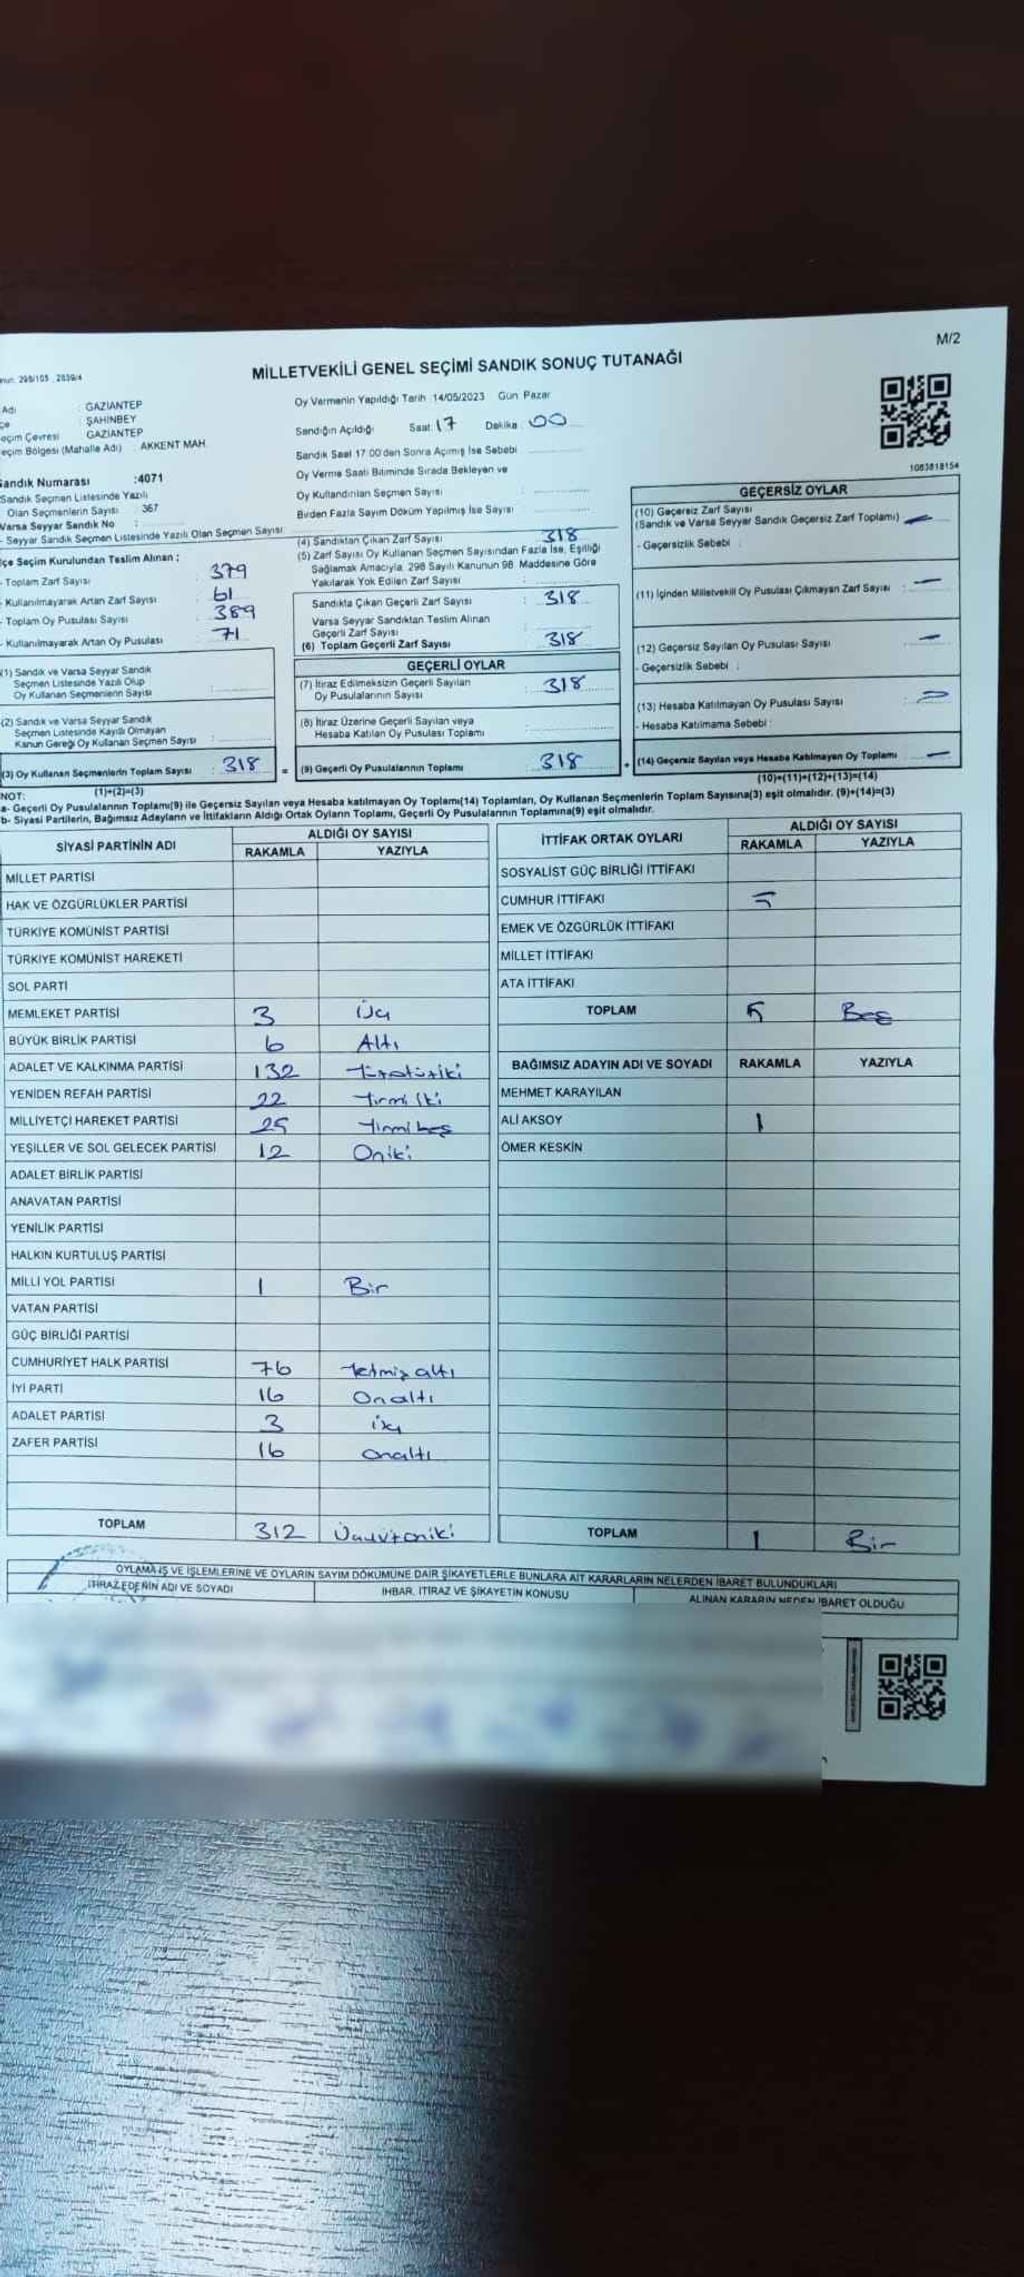 M/2
MİLLETVEKİLİ GENEL SEÇİMİ SANDIK SONUÇ TUTANAĞI
298/103 , 2839/4
Adı : GAZİANTEP
: ŞAHİNBEY
eçim Çevresi : GAZİANTEP
eçim Bölgesi (Mahalle Adı) : AKKENT MAH.
andık Numarası :4071
Sandık Seçmen Listesinde Yazılı
Olan Seçmenlerin Sayısı : 367
Varsa Seyyar Sandık No :
- Seyyar Sandık Seçmen Listesinde Yazılı Olan Seçmen Sayısı:
çe Seçim Kurulundan Teslim Alınan ;
- Toplam Zarf Sayısı : 379
- Kullanılmayarak Artan Zarf Sayısı : 61
- Toplam Oy Pusulası Sayısı : 389
- Kullanılmayarak Artan Oy Pusulası : 71
(1) Sandık ve Varsa Seyyar Sandık
Seçmen Listesinde Yazılı Olup
Oy Kullanan Seçmenlerin Sayısı :
(2) Sandık ve Varsa Seyyar Sandık
Seçmen Listesinde Kayıtlı Olmayan
Kanun Gereği Oy Kullanan Seçmen Sayısı :
(3) Oy Kullanan Seçmenlerin Toplam Sayısı : 318
(1)+(2)=(3)
Oy Vermenin Yapıldığı Tarih :14/05/2023 Gün Pazar
Sandığın Açıldığı Saat: 17 Dakika : 00
Sandık Saat 17:00'den Sonra Açılmış İse Sebebi :
Oy Verme Saati Bitiminde Sırada Bekleyen ve
Oy Kullandırılan Seçmen Sayısı :
Birden Fazla Sayım Döküm Yapılmış İse Sayısı :
(4) Sandıktan Çıkan Zarf Sayısı : 318
(5) Zarf Sayısı Oy Kullanan Seçmen Sayısından Fazla İse, Eşitliği
Sağlamak Amacıyla, 298 Sayılı Kanunun 98. Maddesine Göre
Yakılarak Yok Edilen Zarf Sayısı :
Sandıkta Çıkan Geçerli Zarf Sayısı : 318
Varsa Seyyar Sandıktan Teslim Alınan
Geçerli Zarf Sayısı :
(6) Toplam Geçerli Zarf Sayısı : 318
GEÇERLİ OYLAR
(7) İtiraz Edilmeksizin Geçerli Sayılan
Oy Pusulalarının Sayısı : 318
(8) İtiraz Üzerine Geçerli Sayılan veya
Hesaba Katılan Oy Pusulası Toplamı :
= (9) Geçerli Oy Pusulalarının Toplamı : 318
1083818154
GEÇERSİZ OYLAR
(10) Geçersiz Zarf Sayısı
(Sandık ve Varsa Seyyar Sandık Geçersiz Zarf Toplamı) : —
- Geçersizlik Sebebi :
(11) İçinden Milletvekili Oy Pusulası Çıkmayan Zarf Sayısı : —
(12) Geçersiz Sayılan Oy Pusulası Sayısı : —
- Geçersizlik Sebebi :
(13) Hesaba Katılmayan Oy Pusulası Sayısı :
- Hesaba Katılmama Sebebi :
+ (14) Geçersiz Sayılan veya Hesaba Katılmayan Oy Toplamı : —
(10)+(11)+(12)+(13)=(14)
NOT:
a- Geçerli Oy Pusulalarının Toplamı(9) ile Geçersiz Sayılan veya Hesaba katılmayan Oy Toplamı(14) Toplamları, Oy Kullanan Seçmenlerin Toplam Sayısına(3) eşit olmalıdır. (9)+(14)=(3)
b- Siyasi Partilerin, Bağımsız Adayların ve İttifakların Aldığı Ortak Oyların Toplamı, Geçerli Oy Pusulalarının Toplamına(9) eşit olmalıdır.
SİYASİ PARTİNİN ADI ALDIĞI OY SAYISI
RAKAMLA YAZIYLA
MİLLET PARTİSİ
HAK VE ÖZGÜRLÜKLER PARTİSİ
TÜRKİYE KOMÜNİST PARTİSİ
TÜRKİYE KOMÜNİST HAREKETİ
SOL PARTİ
MEMLEKET PARTİSİ 3 Üç
BÜYÜK BİRLİK PARTİSİ 6 Altı
ADALET VE KALKINMA PARTİSİ 132
YENİDEN REFAH PARTİSİ 22 Yirmi iki
MİLLİYETÇİ HAREKET PARTİSİ 25 Yirmi beş
YEŞİLLER VE SOL GELECEK PARTİSİ 12 Oniki
ADALET BİRLİK PARTİSİ
ANAVATAN PARTİSİ
YENİLİK PARTİSİ
HALKIN KURTULUŞ PARTİSİ
MİLLİ YOL PARTİSİ 1 Bir
VATAN PARTİSİ
GÜÇ BİRLİĞİ PARTİSİ
CUMHURİYET HALK PARTİSİ 76 Yetmiş altı
İYİ PARTİ 16 Onaltı
ADALET PARTİSİ 3
ZAFER PARTİSİ 16 onaltı
TOPLAM 312 Üçyüzoniki
İTTİFAK ORTAK OYLARI ALDIĞI OY SAYISI
RAKAMLA YAZIYLA
SOSYALİST GÜÇ BİRLİĞİ İTTİFAKI
CUMHUR İTTİFAKI 5
EMEK VE ÖZGÜRLÜK İTTİFAKI
MİLLET İTTİFAKI
ATA İTTİFAKI
TOPLAM 5 Beş
BAĞIMSIZ ADAYIN ADI VE SOYADI RAKAMLA YAZIYLA
MEHMET KARAYILAN
ALİ AKSOY 1
ÖMER KESKİN
TOPLAM 1 Bir
OYLAMA İŞ VE İŞLEMLERİNE VE OYLARIN SAYIM DÖKÜMÜNE DAİR ŞİKAYETLERLE BUNLARA AİT KARARLARIN NELERDEN İBARET BULUNDUKLARI
İTİRAZ EDENİN ADI VE SOYADI İHBAR, İTİRAZ VE ŞİKAYETİN KONUSU ALINAN KARARIN NEDEN İBARET OLDUĞU